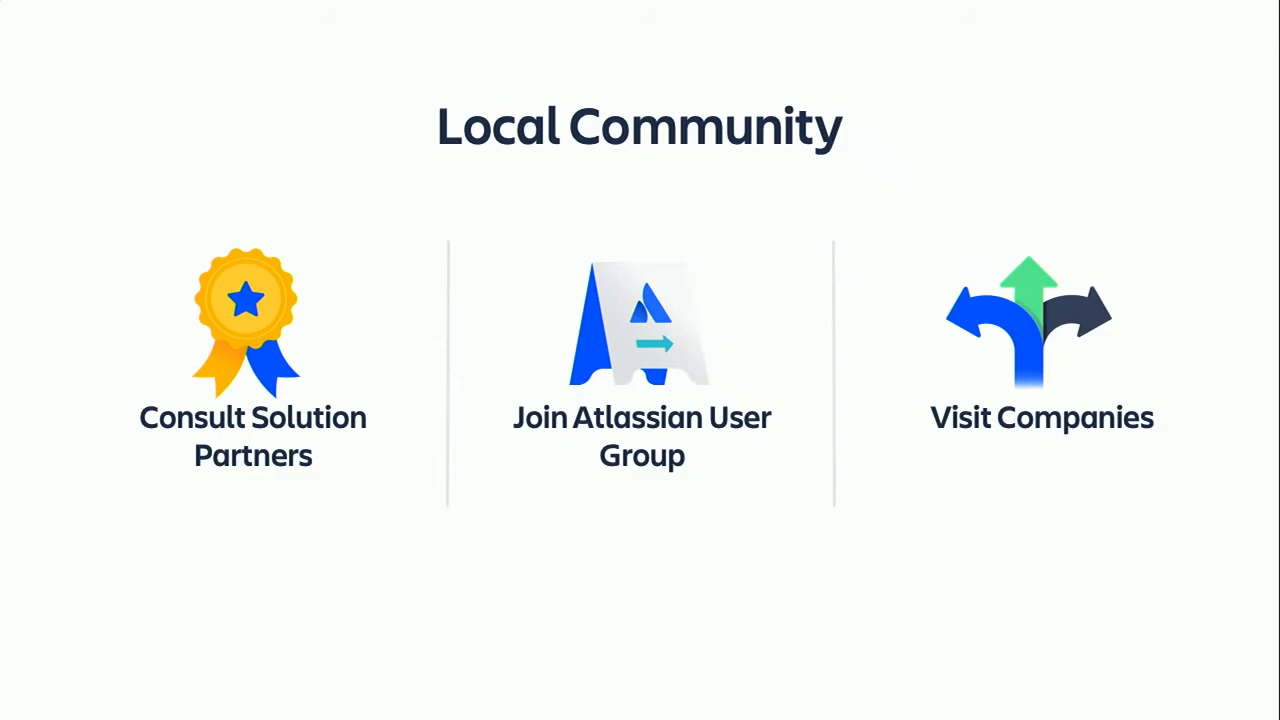 Local Community
Consult Solution
Partners
Join Atlassian User
Group
Visit Companies